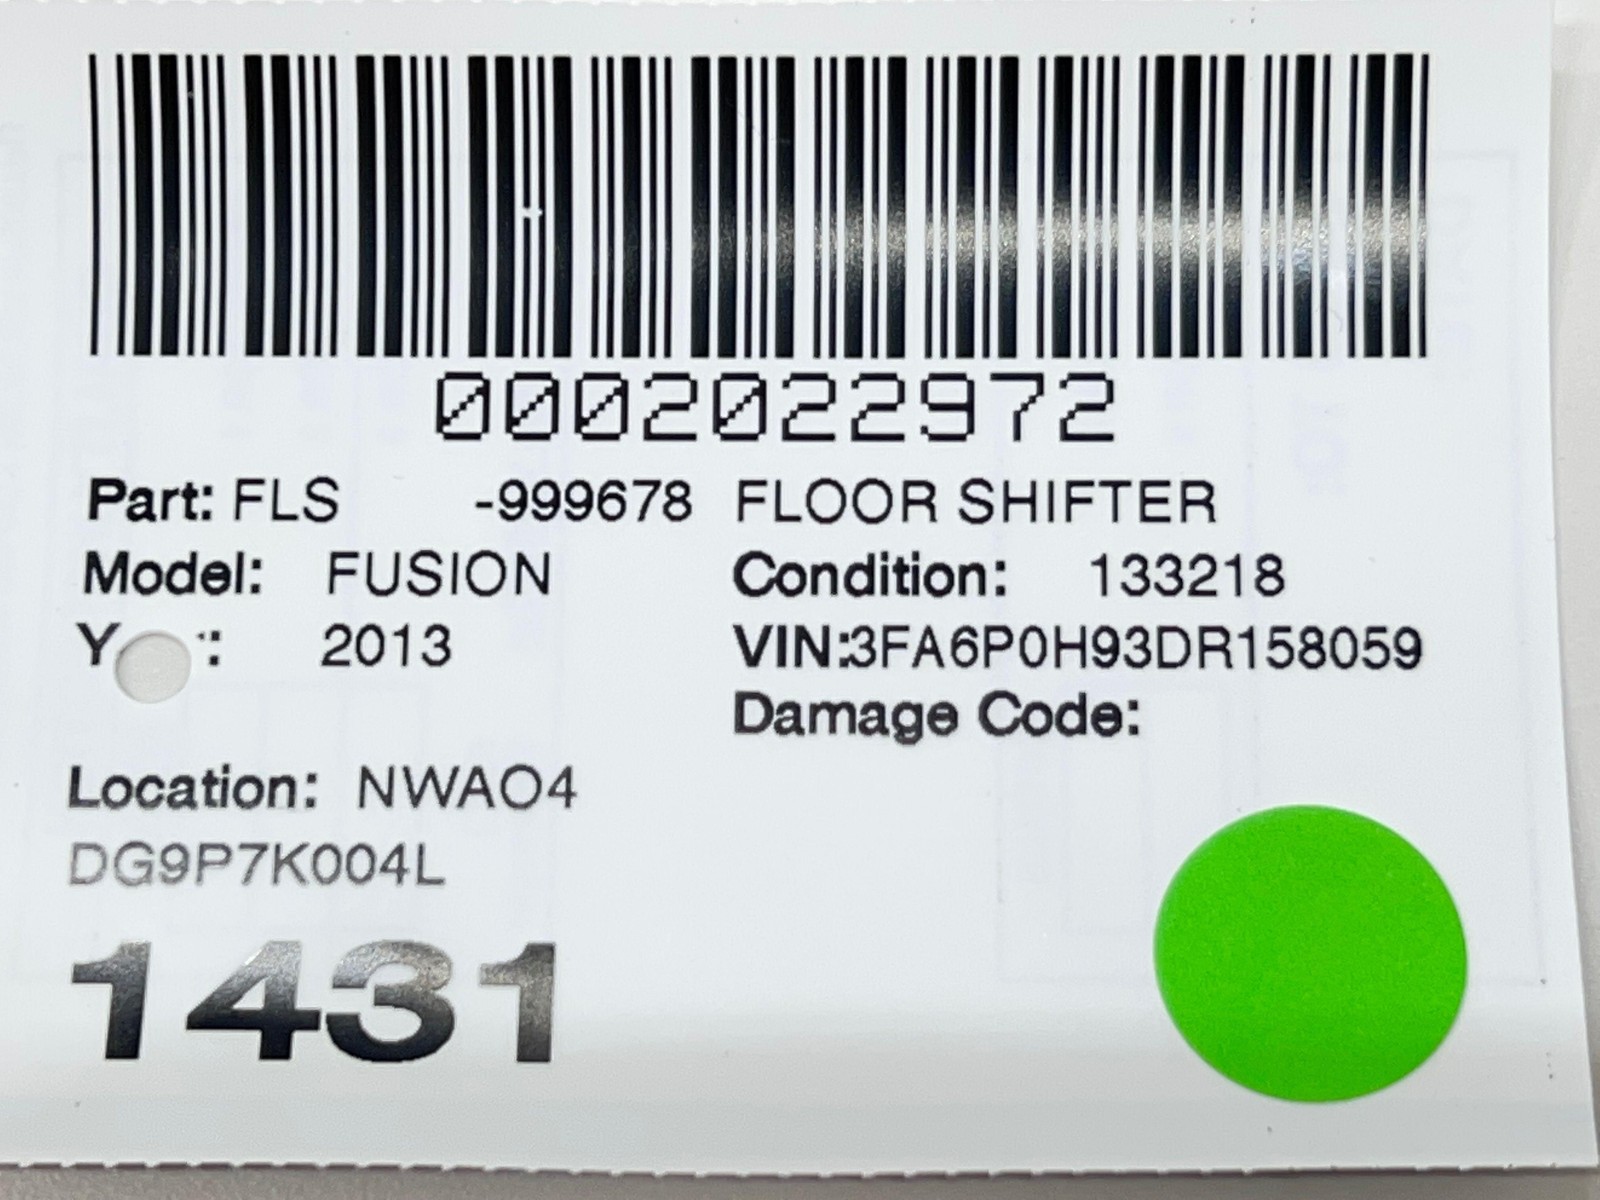 0002022972
Part: FLS -999678 FLOOR SHIFTER
Model: FUSION Condition: 133218
2013 VIN:3FA6P0H93DR158059
Damage Code:
Location: NWAO4
DG9P7K004L
1431